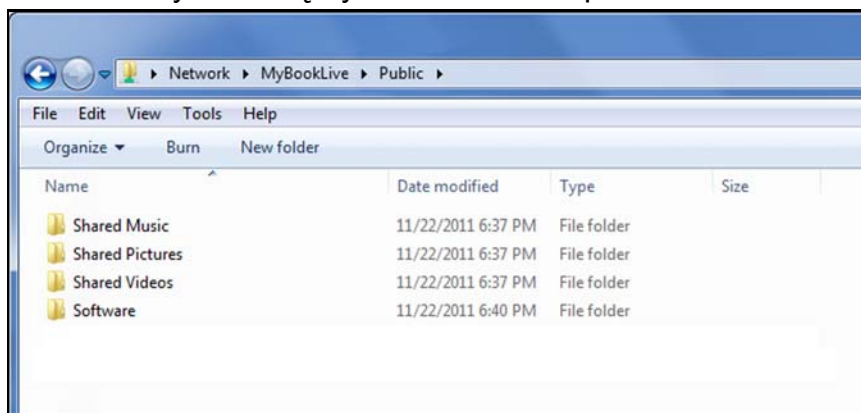 Network ▸ MyBookLive ▸ Public ▸
File Edit View Tools Help
Organize ▾ Burn New folder
Name Date modified Type Size
Shared Music 11/22/2011 6:37 PM File folder
Shared Pictures 11/22/2011 6:37 PM File folder
Shared Videos 11/22/2011 6:37 PM File folder
Software 11/22/2011 6:40 PM File folder